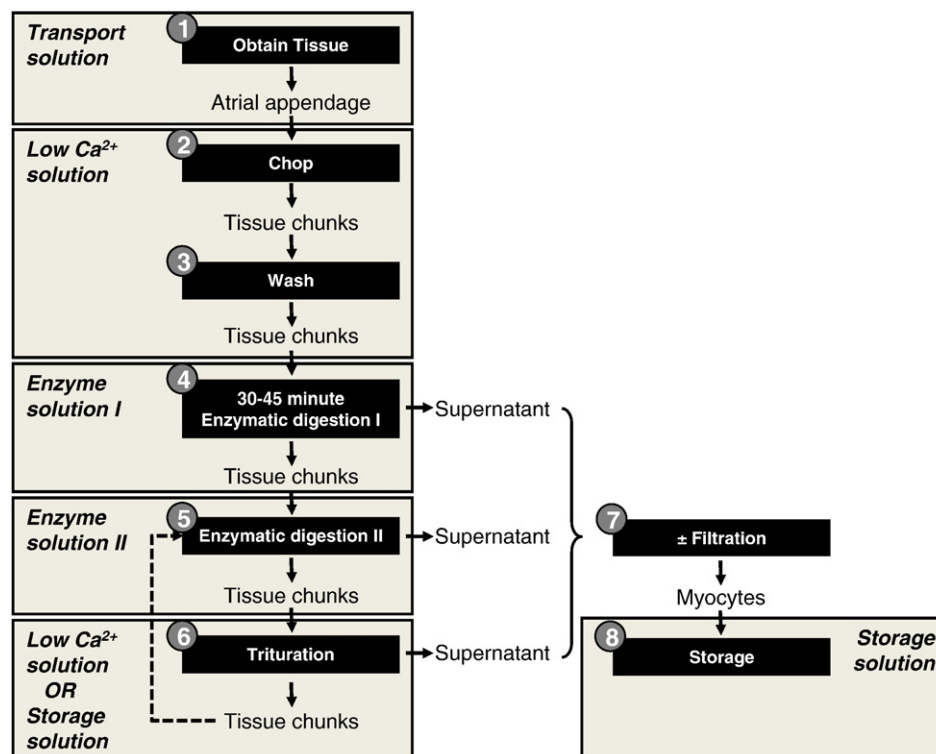 Transport
solution
1
Obtain Tissue
Atrial appendage
Low Ca²⁺
solution
2
Chop
Tissue chunks
3
Wash
Tissue chunks
Enzyme
solution I
4
30-45 minute
Enzymatic digestion I
Supernatant
Tissue chunks
Enzyme
solution II
5
Enzymatic digestion II
Supernatant
Tissue chunks
Low Ca²⁺
solution
OR
Storage
solution
6
Trituration
Supernatant
Tissue chunks
7
± Filtration
Myocytes
8
Storage
Storage
solution